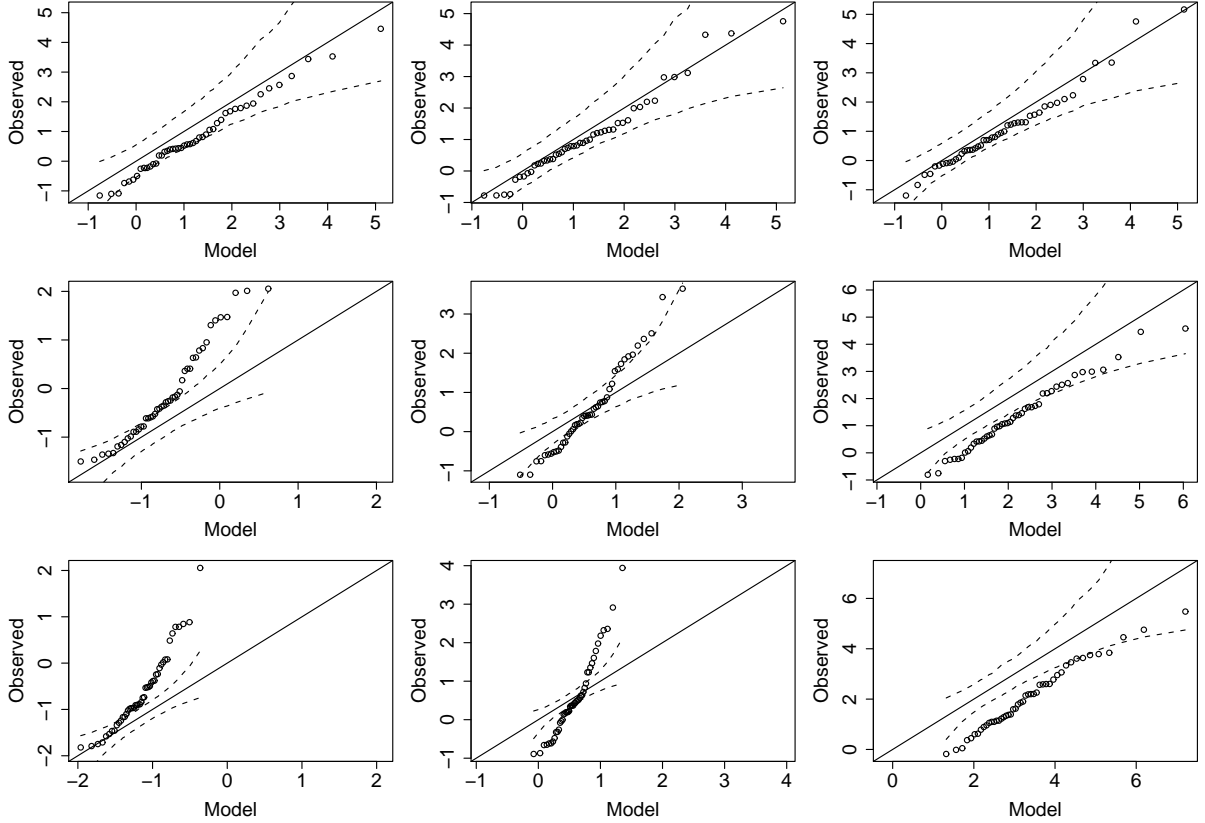 Observed
−1 0 1 2 3 4 5
−1 0 1 2 3 4 5
Model
Observed
−1 0 1 2 3 4 5
−1 0 1 2 3 4 5
Model
Observed
−1 0 1 2 3 4 5
−1 0 1 2 3 4 5
Model
Observed
−1 0 1 2
−1 0 1 2
Model
Observed
−1 0 1 2 3
−1 0 1 2 3
Model
Observed
−1 0 1 2 3 4 5 6
−1 0 1 2 3 4 5 6
Model
Observed
−2 −1 0 1 2
−2 −1 0 1 2
Model
Observed
−1 0 1 2 3 4
0 1 2 3 4
Model
Observed
0 2 4 6
0 2 4 6
Model